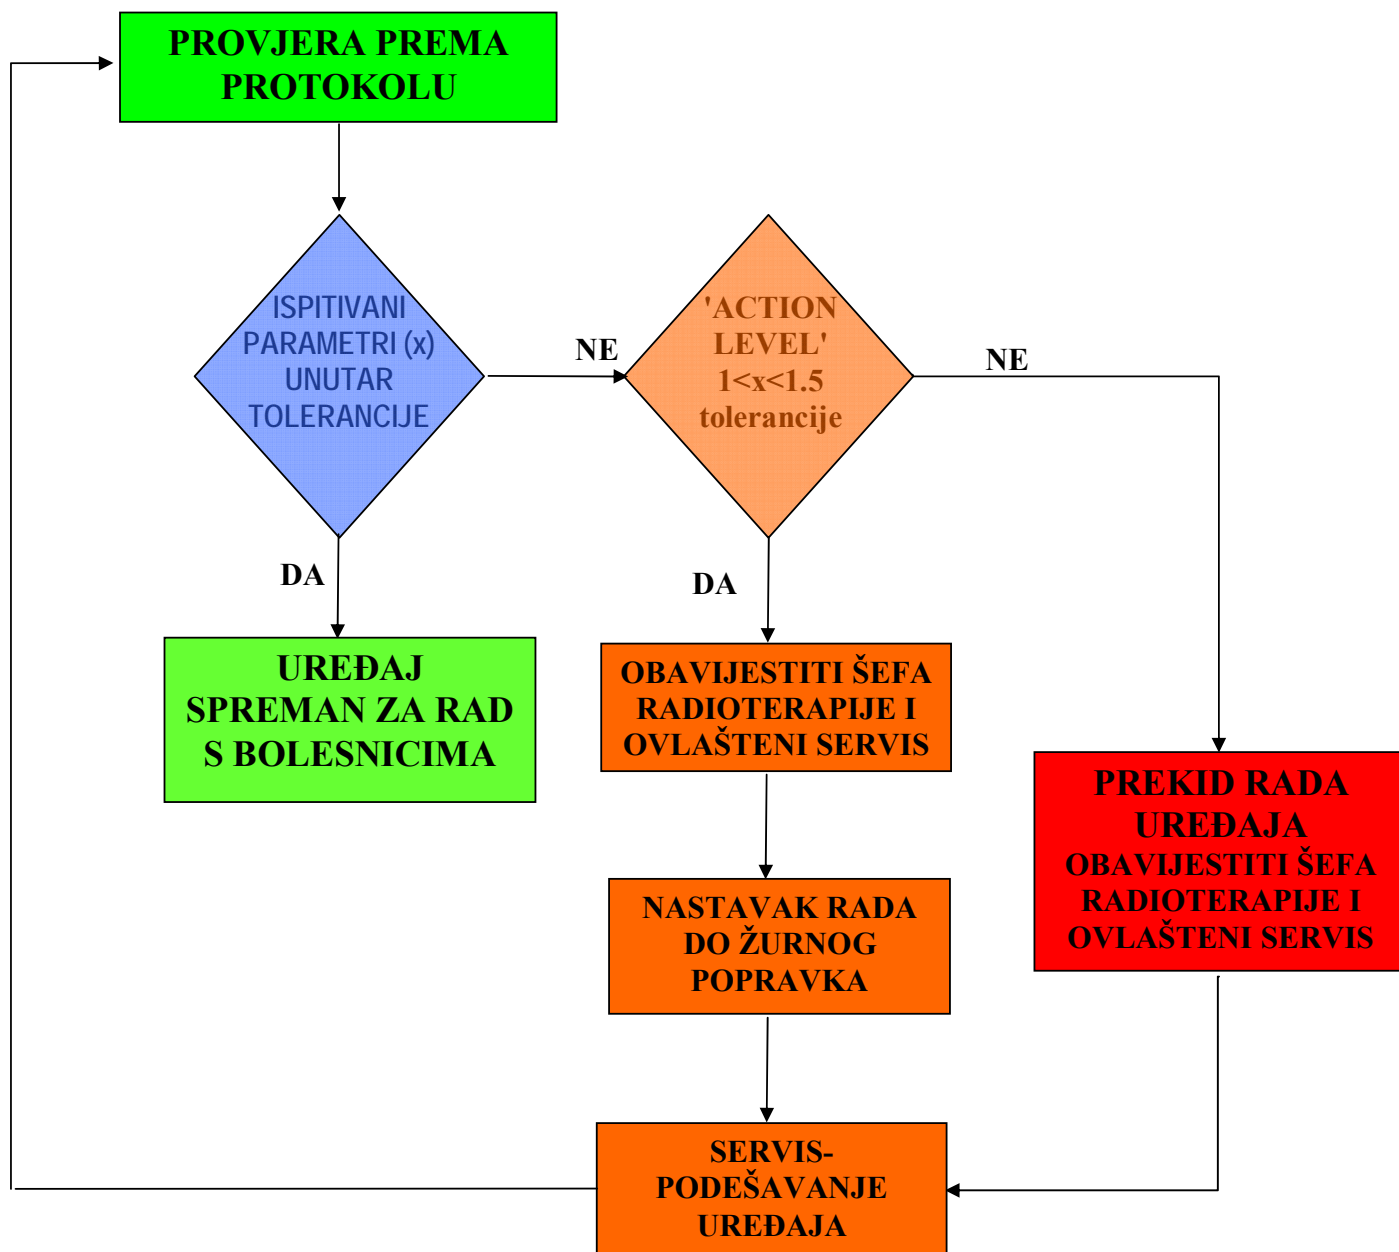 PROVJERA PREMA
PROTOKOLU
ISPITIVANI
PARAMETRI (x)
UNUTAR
TOLERANCIJE
NE
'ACTION
LEVEL'
1<x<1.5
tolerancije
NE
DA
DA
UREĐAJ
SPREMAN ZA RAD
S BOLESNICIMA
OBAVIJESTITI ŠEFA
RADIOTERAPIJE I
OVLAŠTENI SERVIS
PREKID RADA
UREĐAJA
OBAVIJESTITI ŠEFA
RADIOTERAPIJE I
OVLAŠTENI SERVIS
NASTAVAK RADA
DO ŽURNOG
POPRAVKA
SERVIS-
PODEŠAVANJE
UREĐAJA